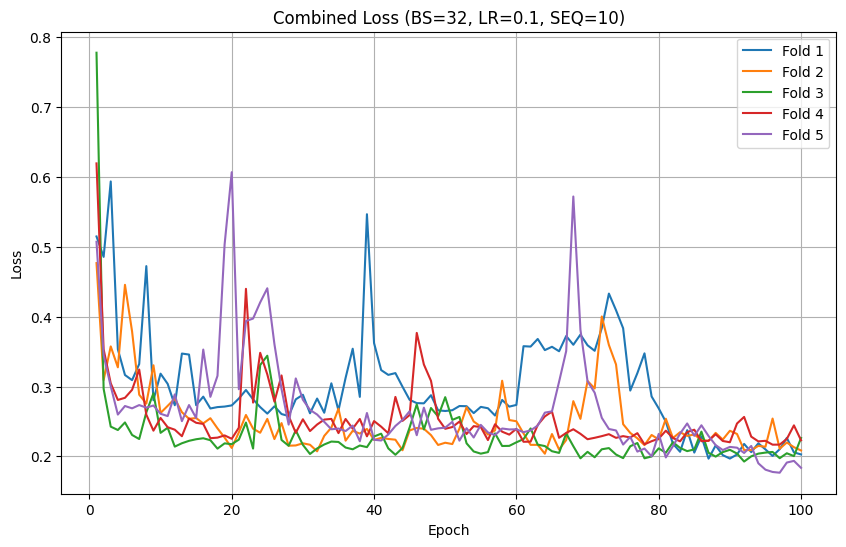 Combined Loss (BS=32, LR=0.1, SEQ=10)
Fold 1
Fold 2
Fold 3
Fold 4
Fold 5
Loss
0.8
0.7
0.6
0.5
0.4
0.3
0.2
0 20 40 60 80 100
Epoch